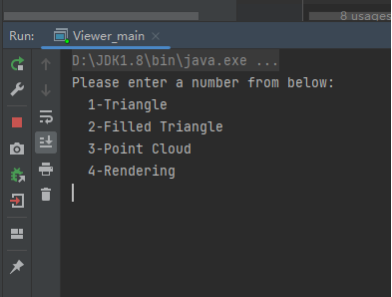 8 usages
Run: Viewer_main
D:\JDK1.8\bin\java.exe ...
Please enter a number from below:
1-Triangle
2-Filled Triangle
3-Point Cloud
4-Rendering